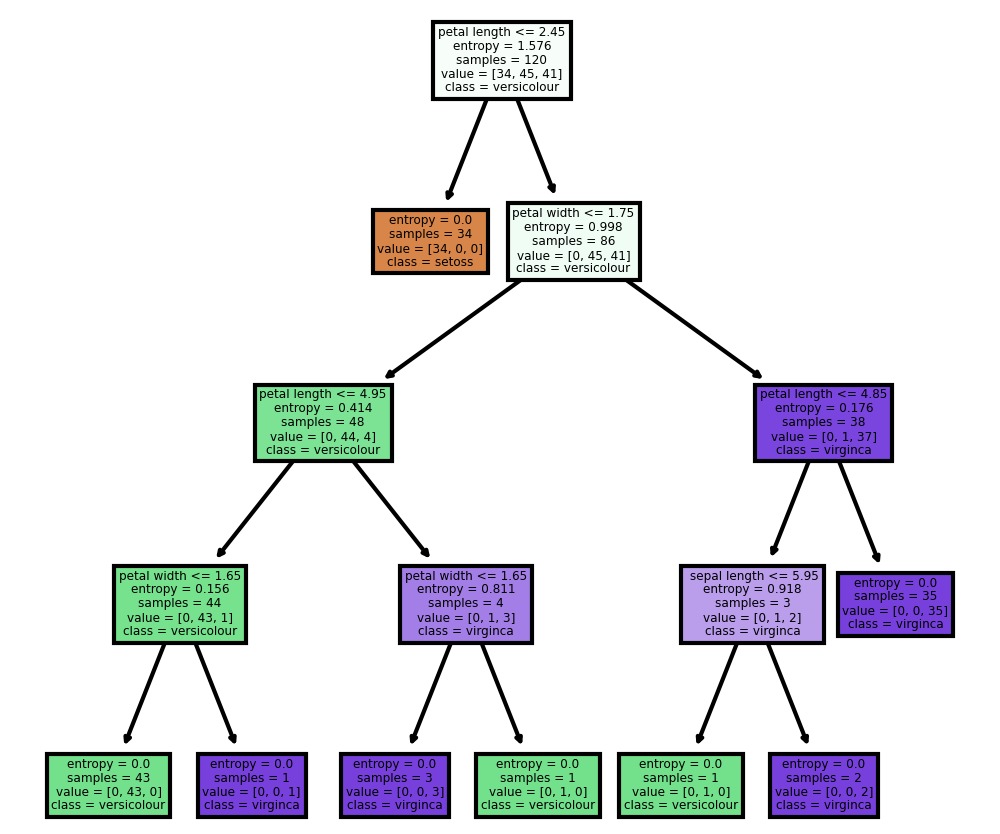 petal length <= 2.45
entropy = 1.576
samples = 120
value = [34, 45, 41]
class = versicolour
entropy = 0.0
samples = 34
value = [34, 0, 0]
class = setoss
petal width <= 1.75
entropy = 0.998
samples = 86
value = [0, 45, 41]
class = versicolour
petal length <= 4.95
entropy = 0.414
samples = 48
value = [0, 44, 4]
class = versicolour
petal length <= 4.85
entropy = 0.176
samples = 38
value = [0, 1, 37]
class = virginca
petal width <= 1.65
entropy = 0.156
samples = 44
value = [0, 43, 1]
class = versicolour
petal width <= 1.65
entropy = 0.811
samples = 4
value = [0, 1, 3]
class = virginca
sepal length <= 5.95
entropy = 0.918
samples = 3
value = [0, 1, 2]
class = virginca
entropy = 0.0
samples = 35
value = [0, 0, 35]
class = virginca
entropy = 0.0
samples = 43
value = [0, 43, 0]
class = versicolour
entropy = 0.0
samples = 1
value = [0, 0, 1]
class = virginca
entropy = 0.0
samples = 3
value = [0, 0, 3]
class = virginca
entropy = 0.0
samples = 1
value = [0, 1, 0]
class = versicolour
entropy = 0.0
samples = 1
value = [0, 1, 0]
class = versicolour
entropy = 0.0
samples = 2
value = [0, 0, 2]
class = virginca